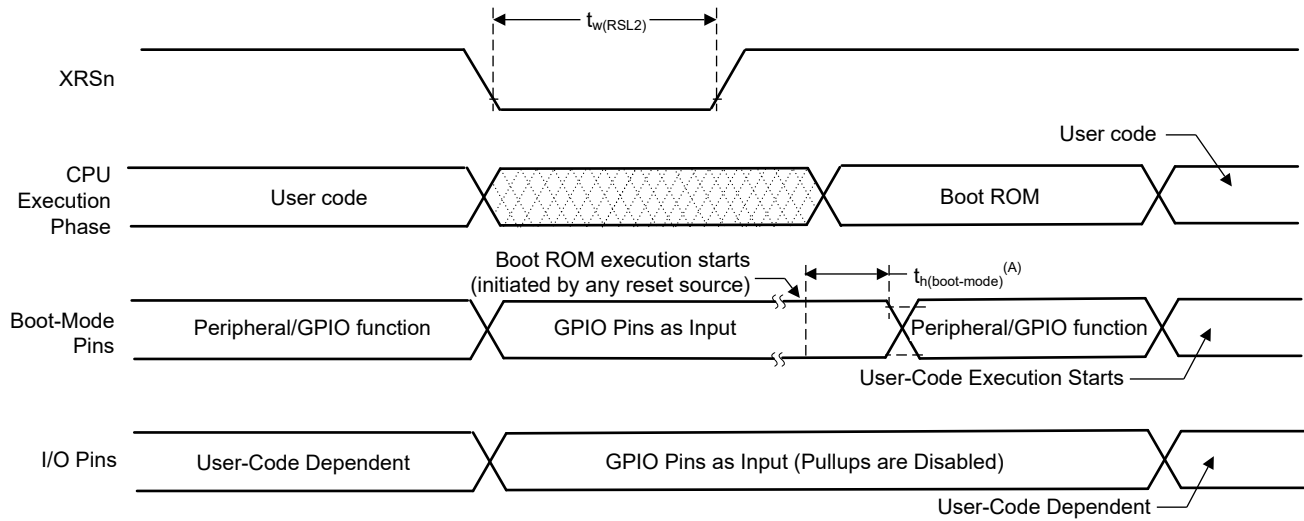 t_w(RSL2)
XRSn
User code
CPU
Execution
Phase
User code
Boot ROM
Boot ROM execution starts
(initiated by any reset source)
t_h(boot-mode)^(A)
Boot-Mode
Pins
Peripheral/GPIO function
GPIO Pins as Input
Peripheral/GPIO function
User-Code Execution Starts
I/O Pins
User-Code Dependent
GPIO Pins as Input (Pullups are Disabled)
User-Code Dependent